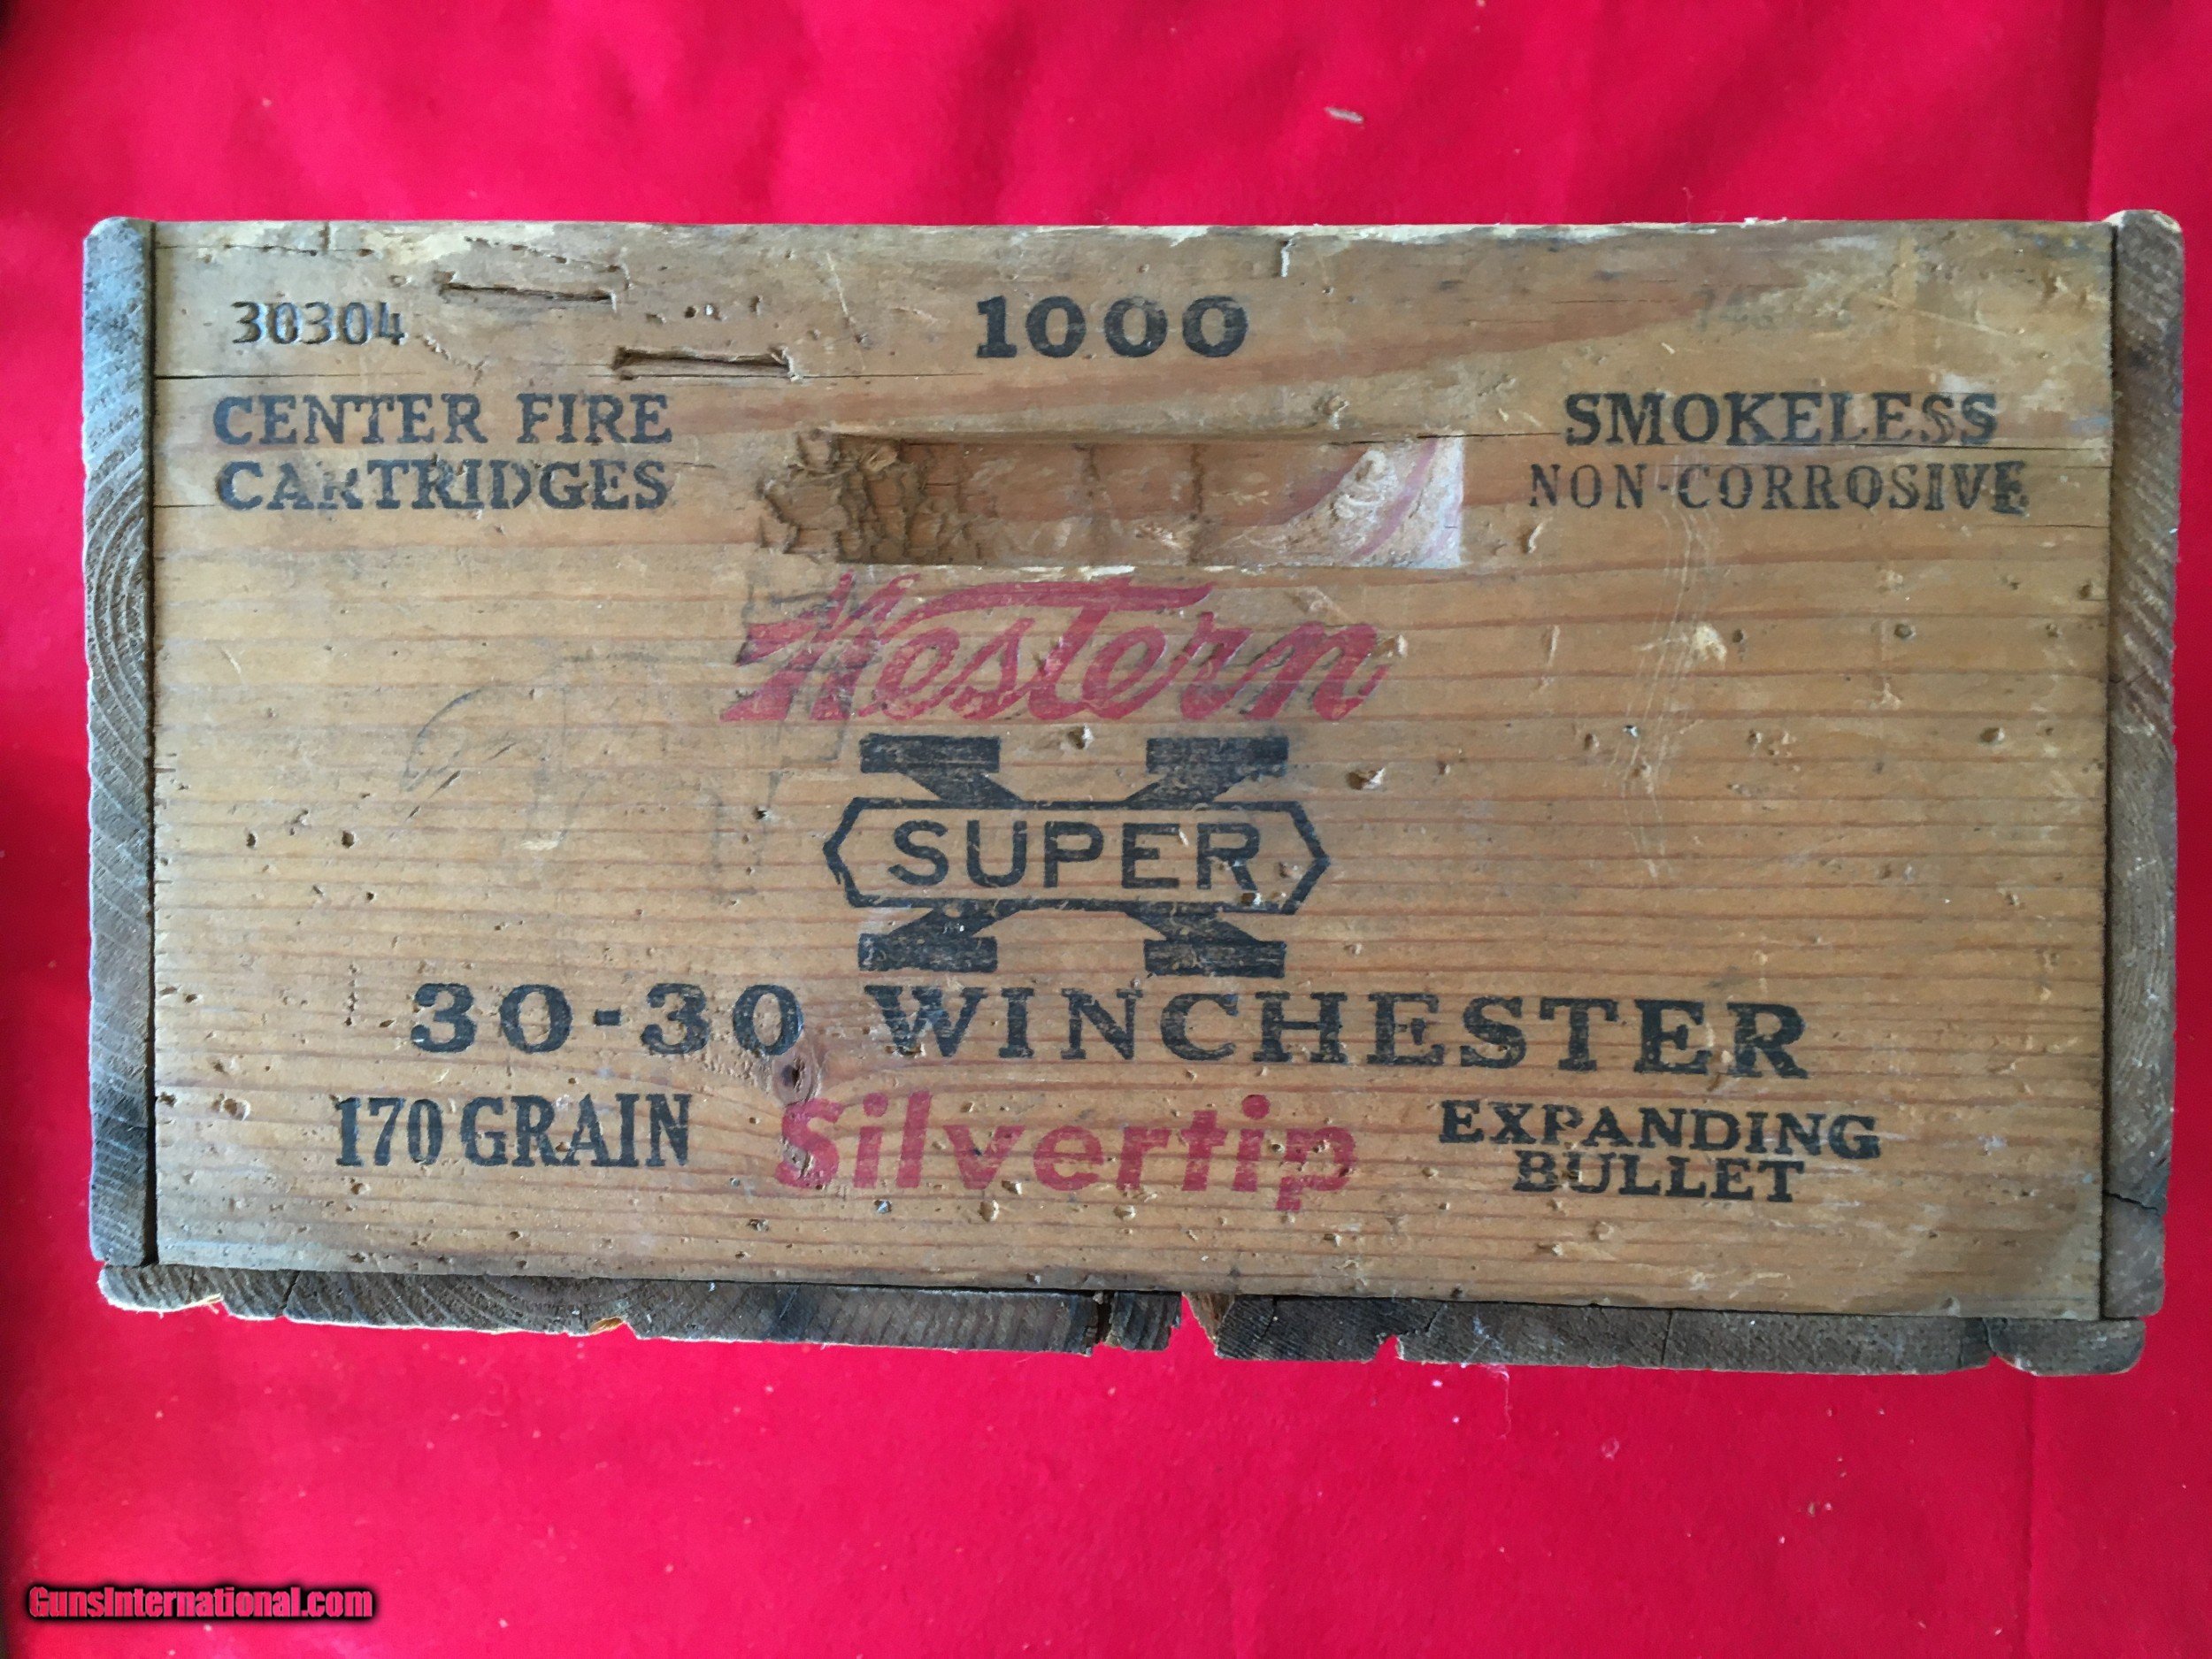 30304
1000
CENTER FIRE
CARTRIDGES
SMOKELESS
NON-CORROSIVE
Western
SUPER X
30-30 WINCHESTER
170 GRAIN
Silvertip
EXPANDING
BULLET
GunsInternational.com